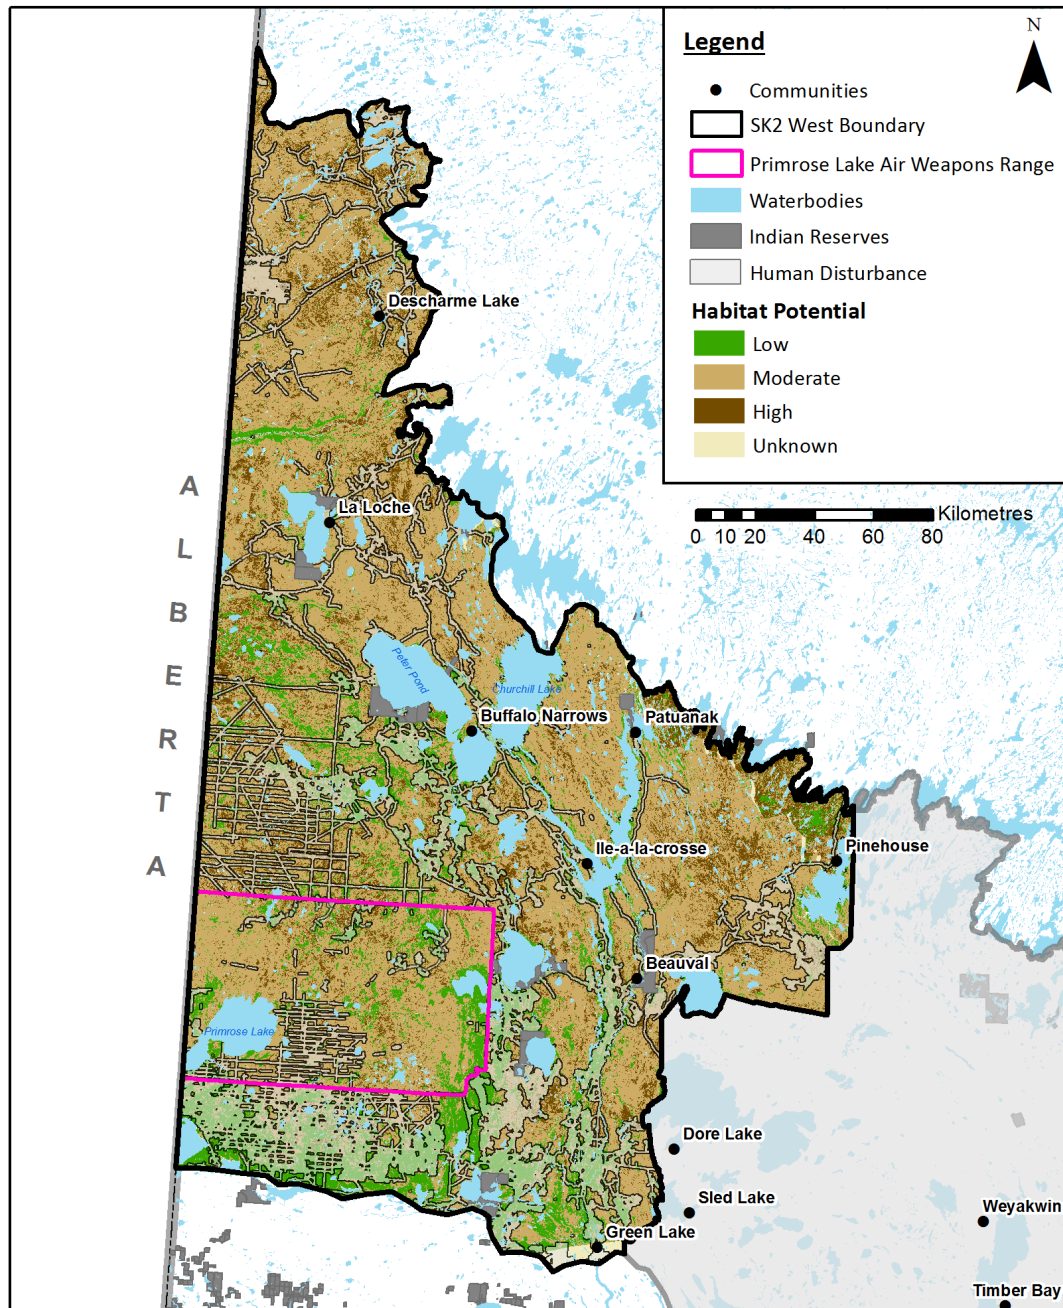 N
Legend
Communities
SK2 West Boundary
Primrose Lake Air Weapons Range
Waterbodies
Indian Reserves
Human Disturbance
Habitat Potential
Low
Moderate
High
Unknown
Kilometres
0 10 20 40 60 80
Descharme Lake
La Loche
ALBERTA
Peter Pond
Churchill Lake
Buffalo Narrows
Patuanak
Ile-a-la-crosse
Pinehouse
Beauval
Primrose Lake
Dore Lake
Sled Lake
Weyakwin
Green Lake
Timber Bay